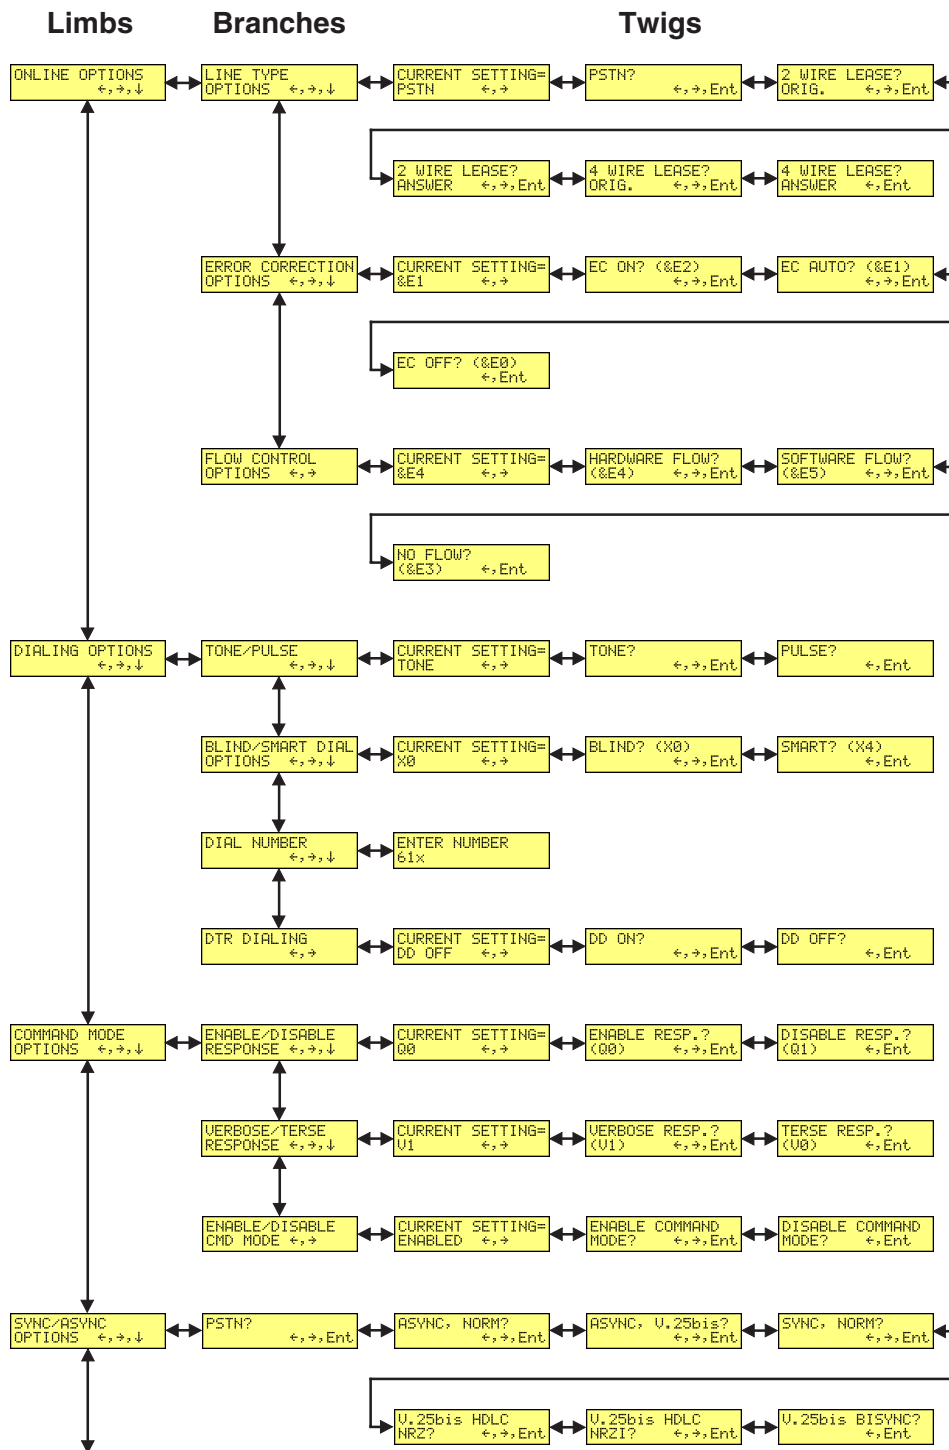 Limbs Branches Twigs
ONLINE OPTIONS
←,→,↓
LINE TYPE
OPTIONS ←,→,↓
CURRENT SETTING=
PSTN ←,→
PSTN?
←,→,Ent
2 WIRE LEASE?
ORIG. ←,→,Ent
2 WIRE LEASE?
ANSWER ←,→,Ent
4 WIRE LEASE?
ORIG. ←,→,Ent
4 WIRE LEASE?
ANSWER ←,Ent
ERROR CORRECTION
OPTIONS ←,→,↓
CURRENT SETTING=
&E1 ←,→
EC ON? (&E2)
←,→,Ent
EC AUTO? (&E1)
←,→,Ent
EC OFF? (&E0)
←,Ent
FLOW CONTROL
OPTIONS ←,→
CURRENT SETTING=
&E4 ←,→
HARDWARE FLOW?
(&E4) ←,→,Ent
SOFTWARE FLOW?
(&E5) ←,→,Ent
NO FLOW?
(&E3) ←,Ent
DIALING OPTIONS
←,→,↓
TONE/PULSE
←,→,↓
CURRENT SETTING=
TONE ←,→
TONE?
←,→,Ent
PULSE?
←,Ent
BLIND/SMART DIAL
OPTIONS ←,→,↓
CURRENT SETTING=
X0 ←,→
BLIND? (X0)
←,→,Ent
SMART? (X4)
←,Ent
DIAL NUMBER
←,→,↓
ENTER NUMBER
61x
DTR DIALING
←,→
CURRENT SETTING=
DD OFF ←,→
DD ON?
←,→,Ent
DD OFF?
←,Ent
COMMAND MODE
OPTIONS ←,→,↓
ENABLE/DISABLE
RESPONSE ←,→,↓
CURRENT SETTING=
Q0 ←,→
ENABLE RESP.?
(Q0) ←,→,Ent
DISABLE RESP.?
(Q1) ←,Ent
VERBOSE/TERSE
RESPONSE ←,→,↓
CURRENT SETTING=
V1 ←,→
VERBOSE RESP.?
(V1) ←,→,Ent
TERSE RESP.?
(V0) ←,Ent
ENABLE/DISABLE
CMD MODE ←,→
CURRENT SETTING=
ENABLED ←,→
ENABLE COMMAND
MODE? ←,→,Ent
DISABLE COMMAND
MODE? ←,Ent
SYNC/ASYNC
OPTIONS ←,→,↓
PSTN?
←,→,Ent
ASYNC, NORM?
←,→,Ent
ASYNC, V.25bis?
←,→,Ent
SYNC, NORM?
←,→,Ent
V.25bis HDLC
NRZ? ←,→,Ent
V.25bis HDLC
NRZI? ←,→,Ent
V.25bis BISYNC?
←,Ent